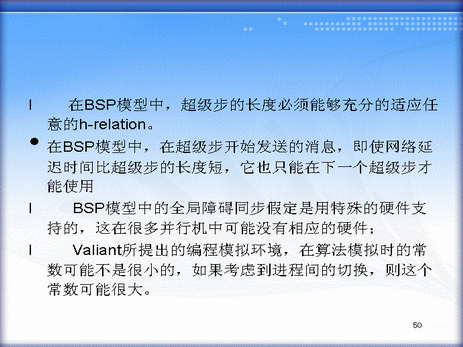 l 在BSP模型中，超级步的长度必须能够充分的适应任
意的h-relation。
• 在BSP模型中，在超级步开始发送的消息，即使网络延
迟时间比超级步的长度短，它也只能在下一个超级步才
能使用
l BSP模型中的全局障碍同步假定是用特殊的硬件支
持的，这在很多并行机中可能没有相应的硬件；
l Valiant所提出的编程模拟环境，在算法模拟时的常
数可能不是很小的，如果考虑到进程间的切换，则这个
常数可能很大。
50